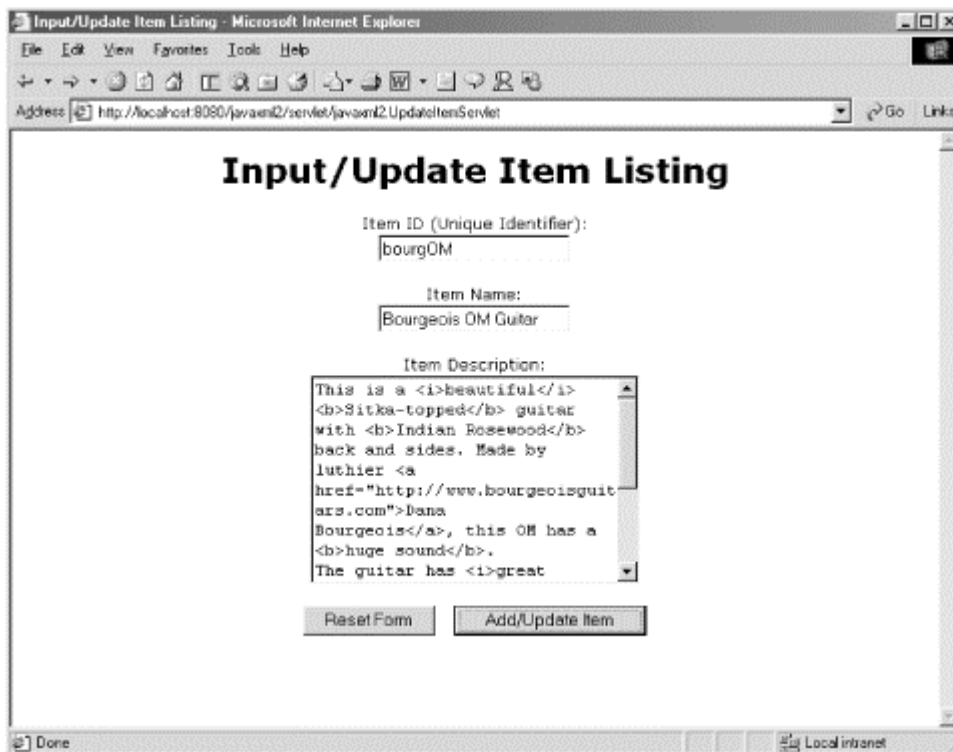 Input/Update Item Listing - Microsoft Internet Explorer
File Edit View Favorites Tools Help
Address http://localhost:8080/javaxml2/servlet/javaxml2.UpdateItemServlet Go Links
Input/Update Item Listing
Item ID (Unique Identifier):
bourgOM
Item Name:
Bourgeois OM Guitar
Item Description:
This is a <i>beautiful</i>
<b>Sitka-topped</b> guitar
with <b>Indian Rosewood</b>
back and sides. Made by
luthier <a
href="http://www.bourgeoisguit
ars.com">Dana
Bourgeois</a>, this OM has a
<b>huge sound</b>.
The guitar has <i>great
Reset Form Add/Update Item
Done Local intranet